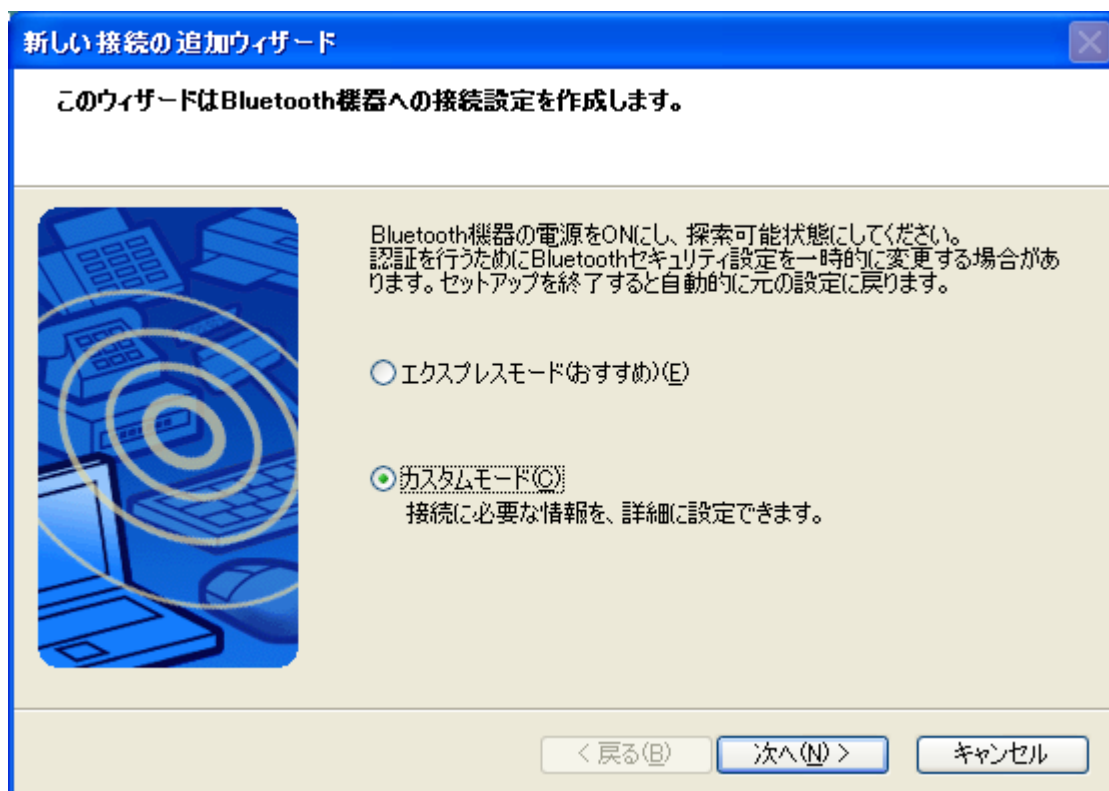 新しい接続の追加ウィザード
このウィザードはBluetooth機器への接続設定を作成します。
Bluetooth機器の電源をONにし、探索可能状態にしてください。
認証を行うためにBluetoothセキュリティ設定を一時的に変更する場合があ
ります。セットアップを終了すると自動的に元の設定に戻ります。
エクスプレスモード(おすすめ)(E)
カスタムモード(C)
接続に必要な情報を、詳細に設定できます。
< 戻る(B)
次へ(N) >
キャンセル